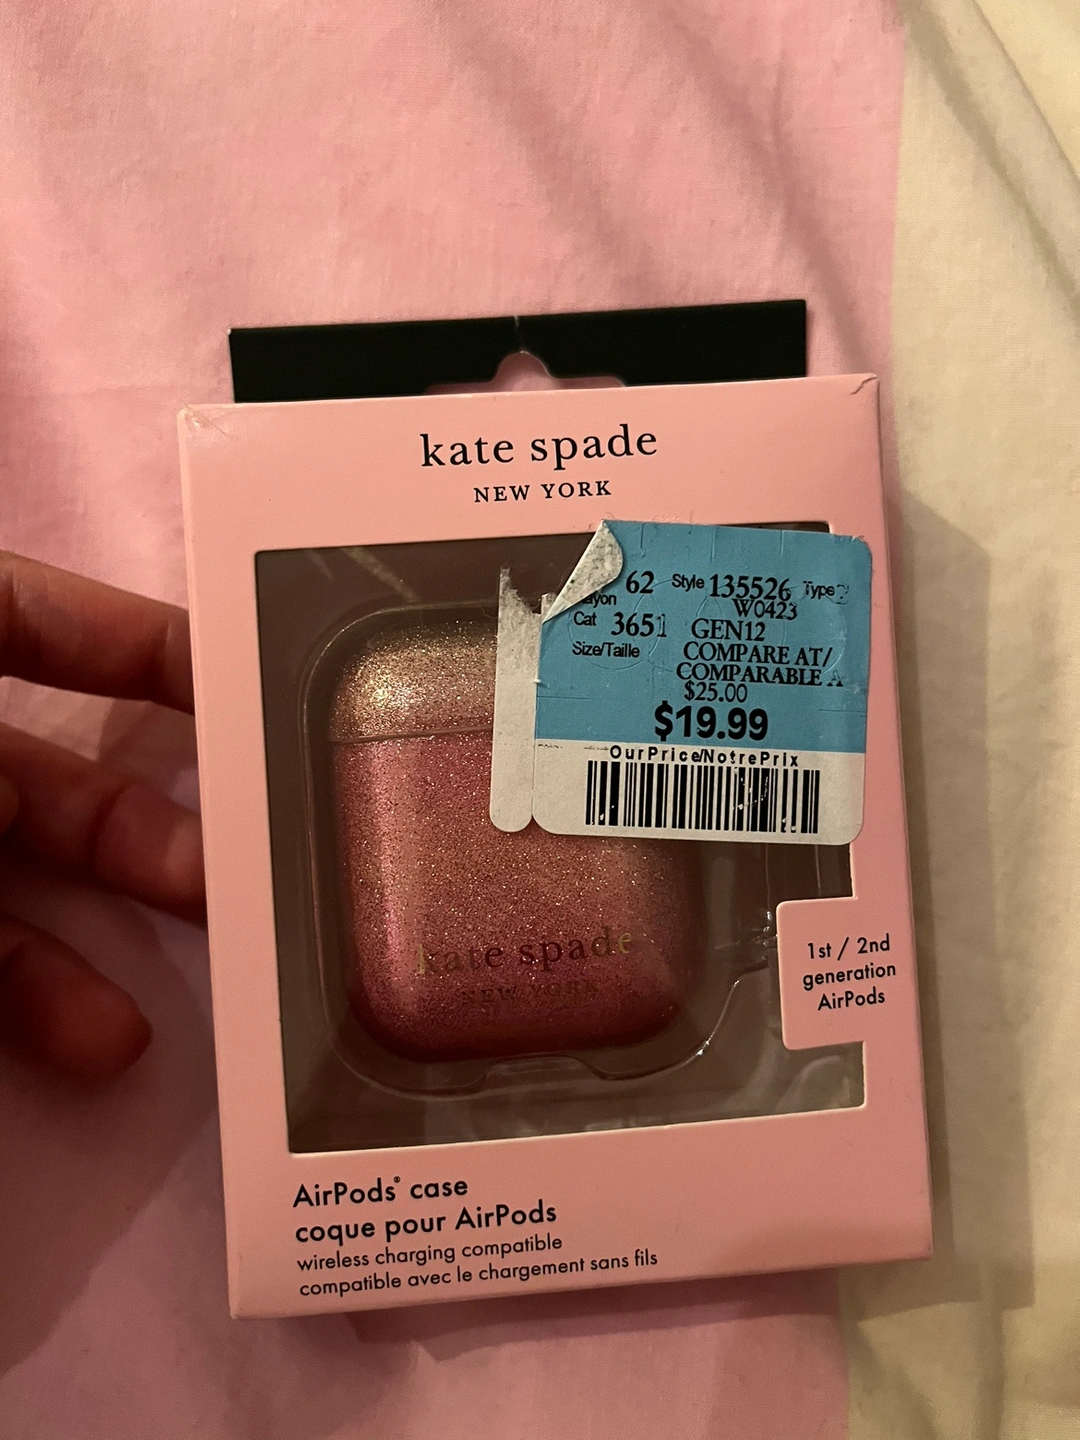 kate spade
NEW YORK
62 Style 135526 Type
W0423
Cat 3651 GEN12
Size/Taille COMPARE AT/
COMPARABLE A
$25.00
$19.99
OurPrice/NotrePrix
kate spade
NEW YORK
1st / 2nd
generation
AirPods
AirPods® case
coque pour AirPods
wireless charging compatible
compatible avec le chargement sans fils